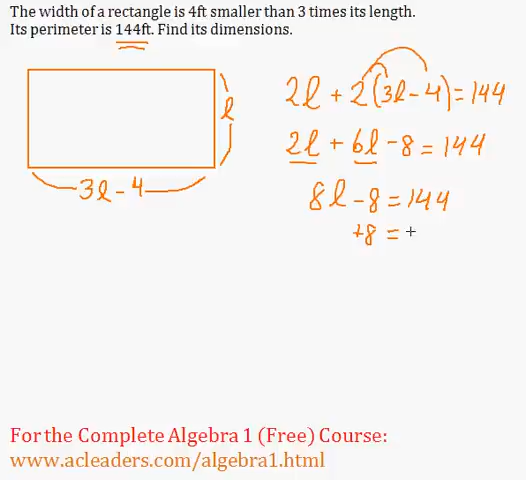 The width of a rectangle is 4ft smaller than 3 times its length.
Its perimeter is 144ft. Find its dimensions.
2l + 2(3l - 4) = 144
l
2l + 6l - 8 = 144
3l - 4
8l - 8 = 144
+8 = +
For the Complete Algebra 1 (Free) Course:
www.acleaders.com/algebra1.html